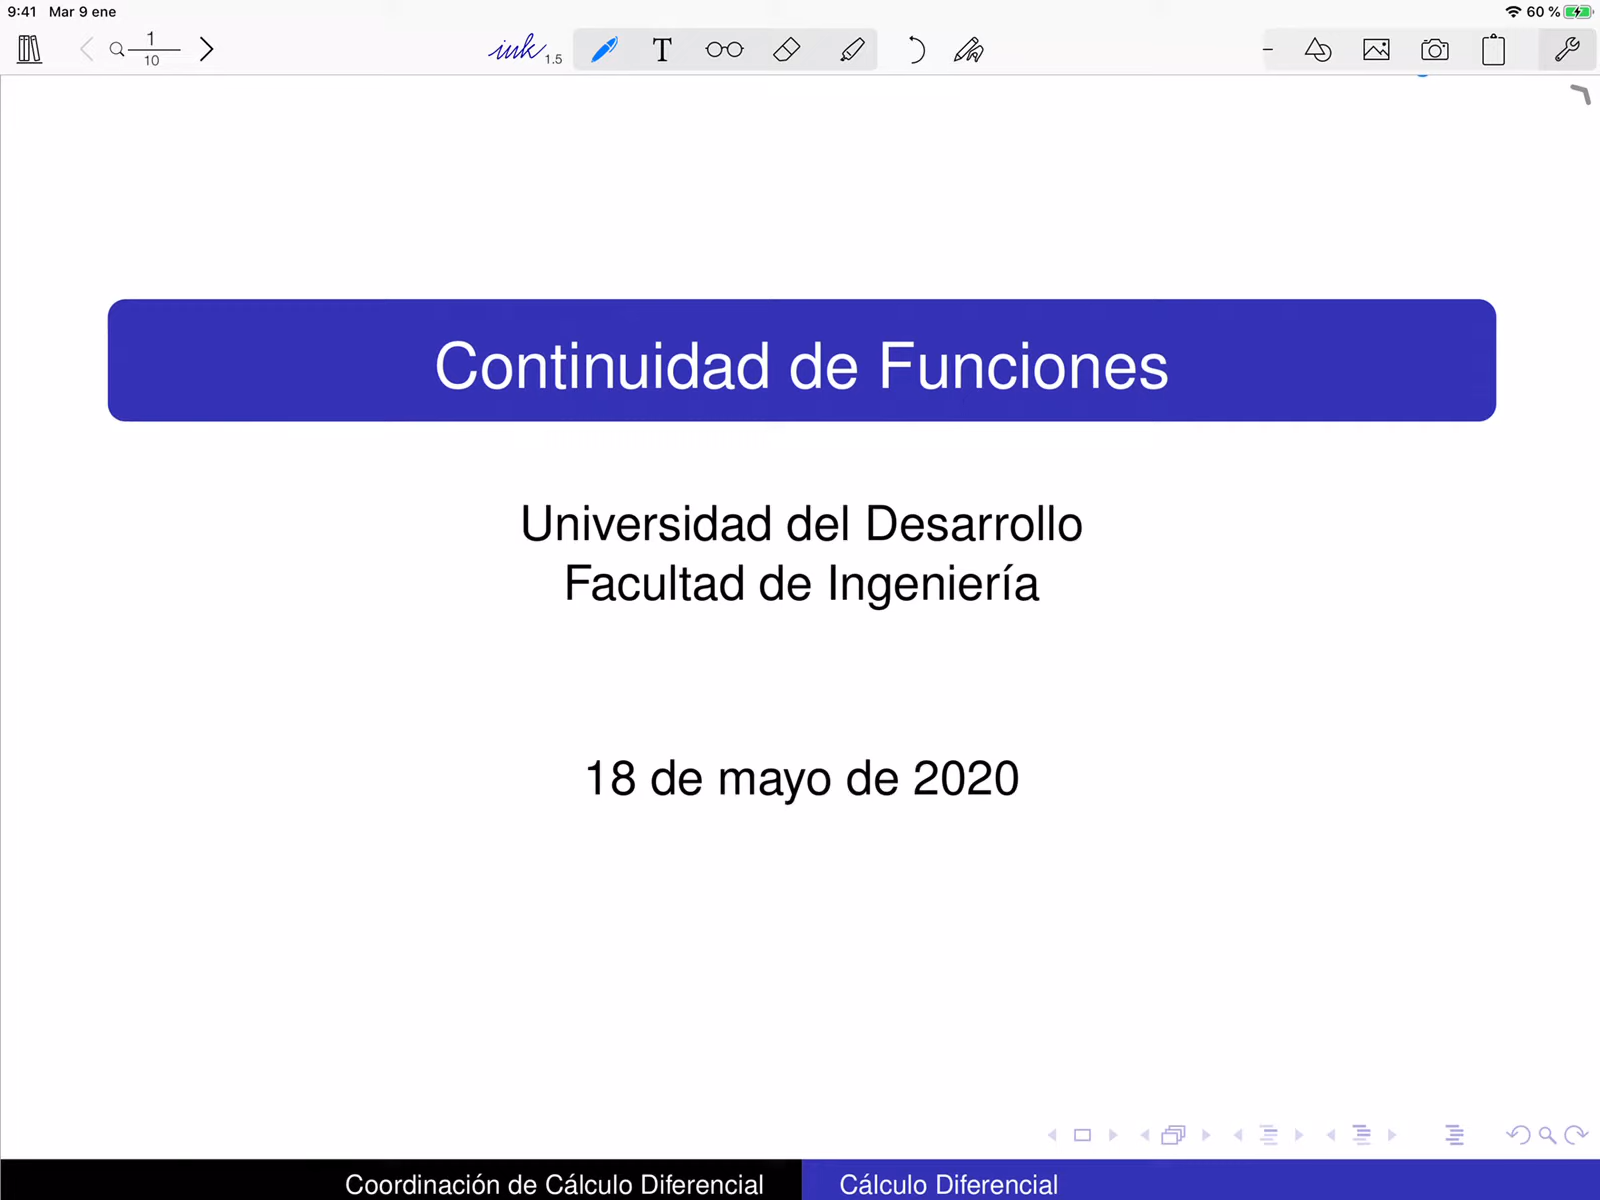 9:41 Mar 9 ene
60 %
1
10
ink 1.5
T
Continuidad de Funciones
Universidad del Desarrollo
Facultad de Ingeniería
18 de mayo de 2020
Coordinación de Cálculo Diferencial
Cálculo Diferencial